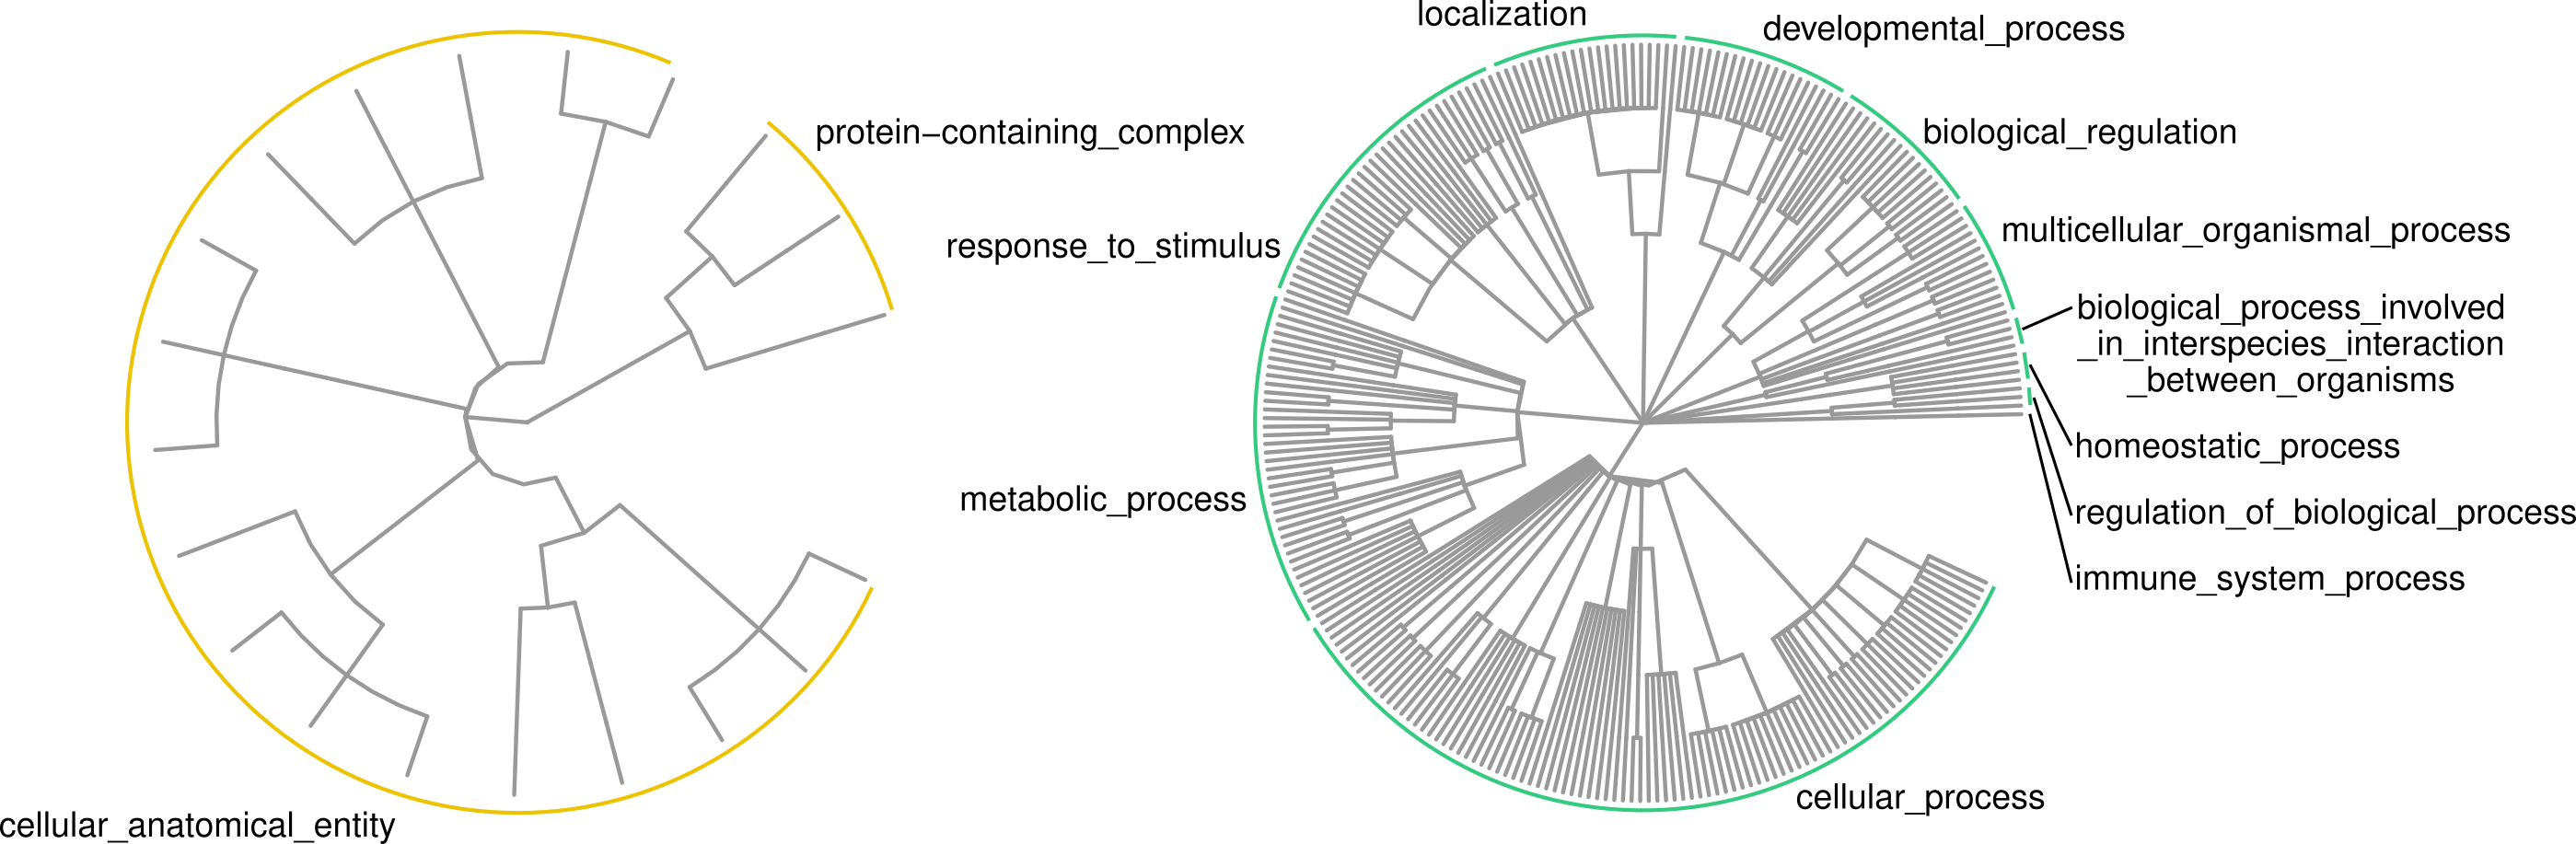 localization
developmental_process
protein−containing_complex
biological_regulation
response_to_stimulus
multicellular_organismal_process
biological_process_involved
_in_interspecies_interaction
_between_organisms
homeostatic_process
metabolic_process
regulation_of_biological_process
immune_system_process
cellular_process
cellular_anatomical_entity